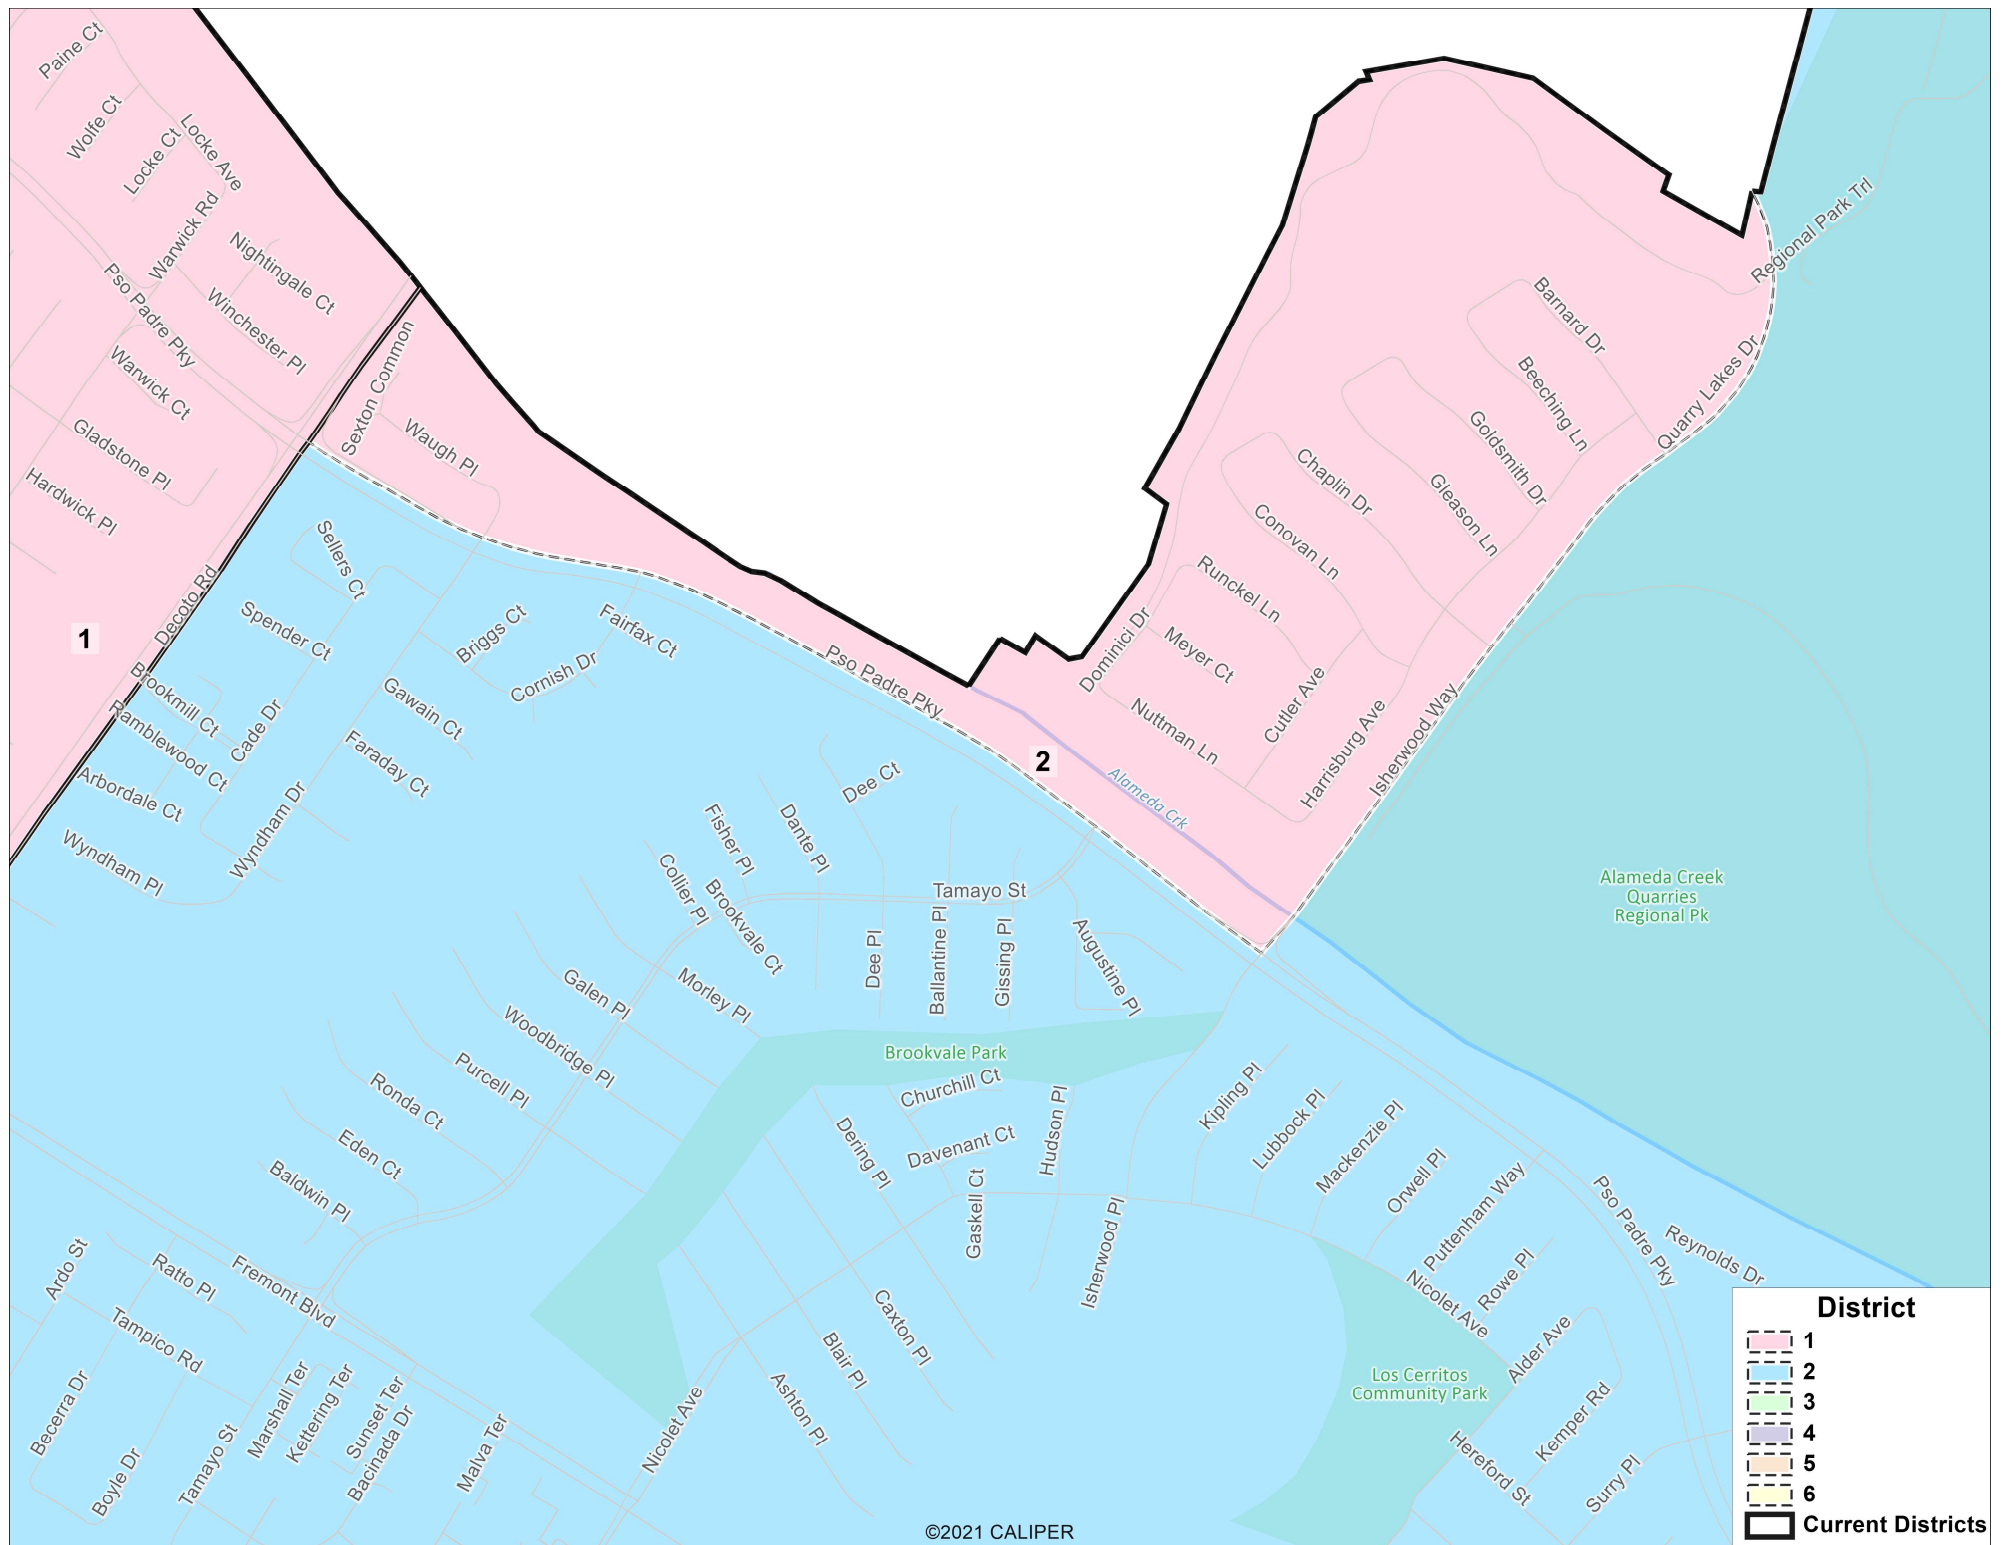 Paine Ct
Wolfe Ct
Locke Ct
Locke Ave
Warwick Rd
Nightingale Ct
Pso Padre Pky
Winchester Pl
Warwick Ct
Gladstone Pl
Hardwick Pl
Sexton Common
Waugh Pl
Decoto Rd
1
Sellers Ct
Spender Ct
Briggs Ct
Cornish Dr
Fairfax Ct
Brookmill Ct
Ramblewood Ct
Cade Dr
Gawain Ct
Faraday Ct
Arbordale Ct
Wyndham Pl
Wyndham Dr
Pso Padre Pky
2
Alameda Crk
Regional Park Trl
Barnard Dr
Beeching Ln
Quarry Lakes Dr
Goldsmith Dr
Gleason Ln
Chaplin Dr
Conovan Ln
Runckel Ln
Meyer Ct
Dominici Dr
Nuttman Ln
Cutler Ave
Harrisburg Ave
Isherwood Way
Alameda Creek
Quarries
Regional Pk
Dee Ct
Dante Pl
Fisher Pl
Collier Pl
Brookvale Ct
Tamayo St
Dee Pl
Ballantine Pl
Gissing Pl
Augustine Pl
Galen Pl
Morley Pl
Woodbridge Pl
Purcell Pl
Ronda Ct
Eden Ct
Baldwin Pl
Brookvale Park
Churchill Ct
Davenant Ct
Dering Pl
Hudson Pl
Gaskell Ct
Isherwood Pl
Kipling Pl
Lubbock Pl
Mackenzie Pl
Orwell Pl
Puttenham Way
Rowe Pl
Nicolet Ave
Pso Padre Pky
Reynolds Dr
Alder Ave
Kemper Rd
Hereford St
Surry Pl
Los Cerritos
Community Park
Ardo St
Ratto Pl
Fremont Blvd
Tampico Rd
Becerra Dr
Boyle Dr
Tamayo St
Marshall Ter
Kettering Ter
Sunset Ter
Bacinada Dr
Malva Ter
Nicolet Ave
Ashton Pl
Blair Pl
Caxton Pl
©2021 CALIPER
District
1
2
3
4
5
6
Current Districts